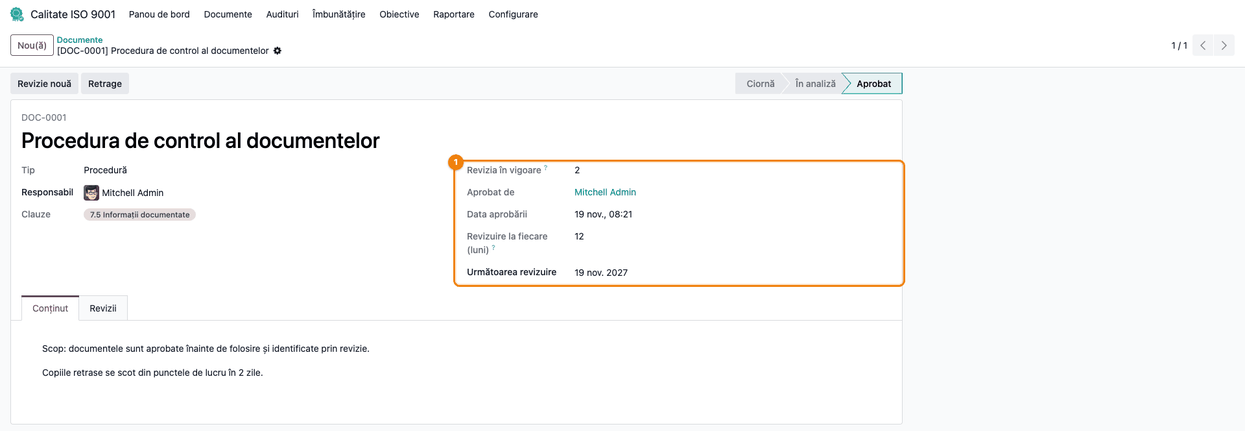 Calitate ISO 9001 Panou de bord Documente Audituri Îmbunătățire Obiective Raportare Configurare
Nou(ă) Documente
[DOC-0001] Procedura de control al documentelor
1 / 1
Revizie nouă Retrage Ciornă În analiză Aprobat
DOC-0001
Procedura de control al documentelor
1
Tip Procedură
Responsabil Mitchell Admin
Clauze 7.5 Informații documentate
Revizia în vigoare ? 2
Aprobat de Mitchell Admin
Data aprobării 19 nov., 08:21
Revizuire la fiecare 12
(luni) ?
Următoarea revizuire 19 nov. 2027
Conținut Revizii
Scop: documentele sunt aprobate înainte de folosire și identificate prin revizie.
Copiile retrase se scot din punctele de lucru în 2 zile.